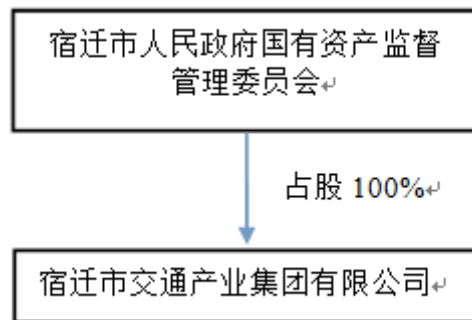 宿迁市人民政府国有资产监督
管理委员会↵
占股 100%↵
宿迁市交通产业集团有限公司↵